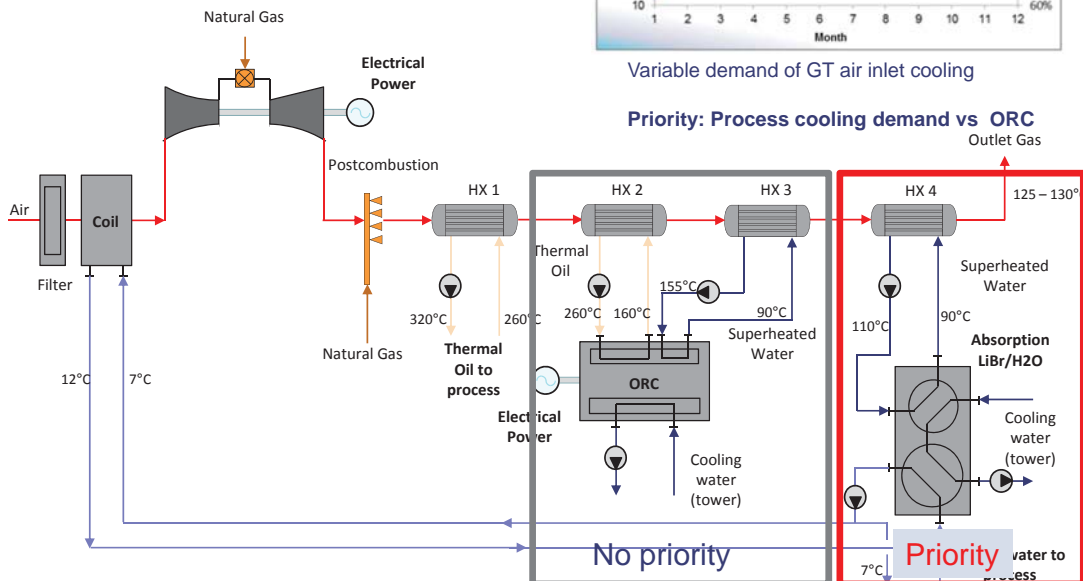 Natural Gas
10
60%
1 2 3 4 5 6 7 8 9 10 11 12
Month
Variable demand of GT air inlet cooling
Electrical
Power
Priority: Process cooling demand vs ORC
Outlet Gas
Postcombustion
HX 1
HX 2
HX 3
HX 4
125 – 130°
Air
Coil
Filter
Thermal
Oil
Superheated
Water
155°C
320°C
260°C
260°C
160°C
90°C
110°C
90°C
Superheated
Water
Natural Gas
Thermal
Oil to
process
Absorption
LiBr/H2O
12°C
7°C
ORC
Electrical
Power
Cooling
water
(tower)
Cooling
water
(tower)
No priority
Priority
water to
process
7°C